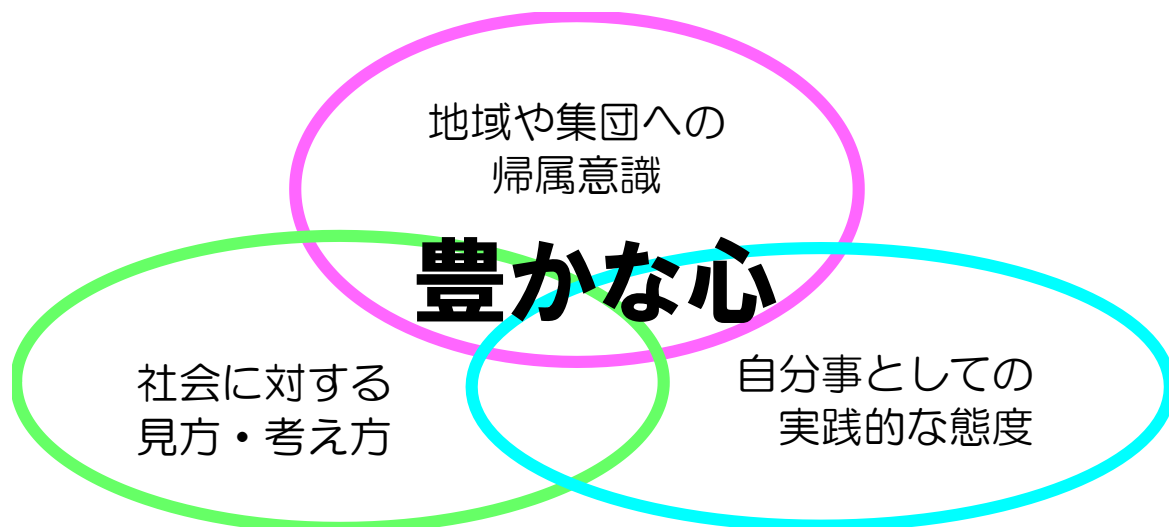 地域や集団への
帰属意識
豊かな心
社会に対する
見方・考え方
自分事としての
実践的な態度